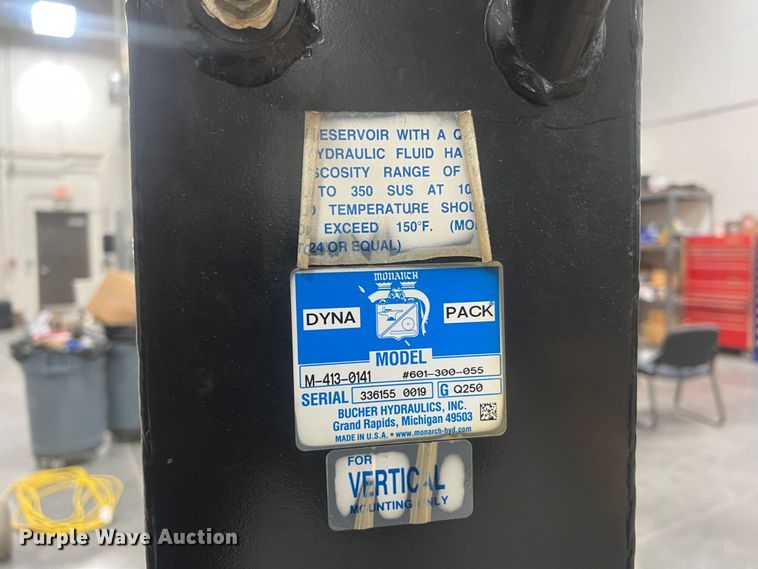 ESERVOIR WITH A Q
YDRAULIC FLUID HA
SCOSITY RANGE OF
TO 350 SUS AT 10
TEMPERATURE SHOU
EXCEED 150°F. (MO
24 OR EQUAL)
MONARCH
DYNA PACK
MODEL
M-413-0141 #601-300-055
SERIAL 336155 0019 G Q250
BUCHER HYDRAULICS, INC.
Grand Rapids, Michigan 49503
MADE IN U.S.A. • www.monarch-hyd.com
FOR
VERTICAL
MOUNTING ONLY
Purple Wave Auction